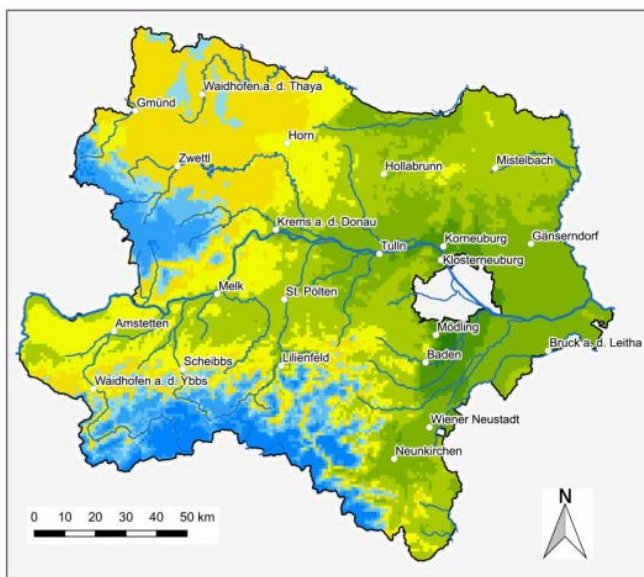 Waidhofen a. d. Thaya
Gmünd
Horn
Zwettl
Hollabrunn
Mistelbach
Krems a. d. Donau
Tulln
Korneuburg
Gänserndorf
Klosterneuburg
Melk
St. Pölten
Amstetten
Mödling
Bruck a. d. Leitha
Scheibbs
Lilienfeld
Baden
Waidhofen a. d. Ybbs
Wiener Neustadt
Neunkirchen
N
0 10 20 30 40 50 km